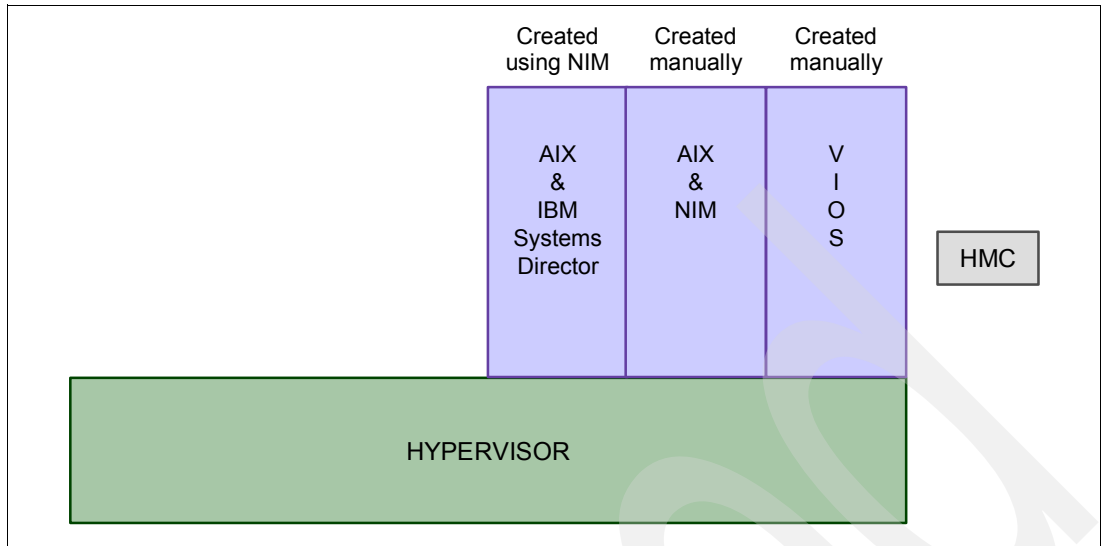 Created
using NIM
Created
manually
Created
manually
AIX
&
IBM
Systems
Director
AIX
&
NIM
V
I
O
S
HMC
HYPERVISOR